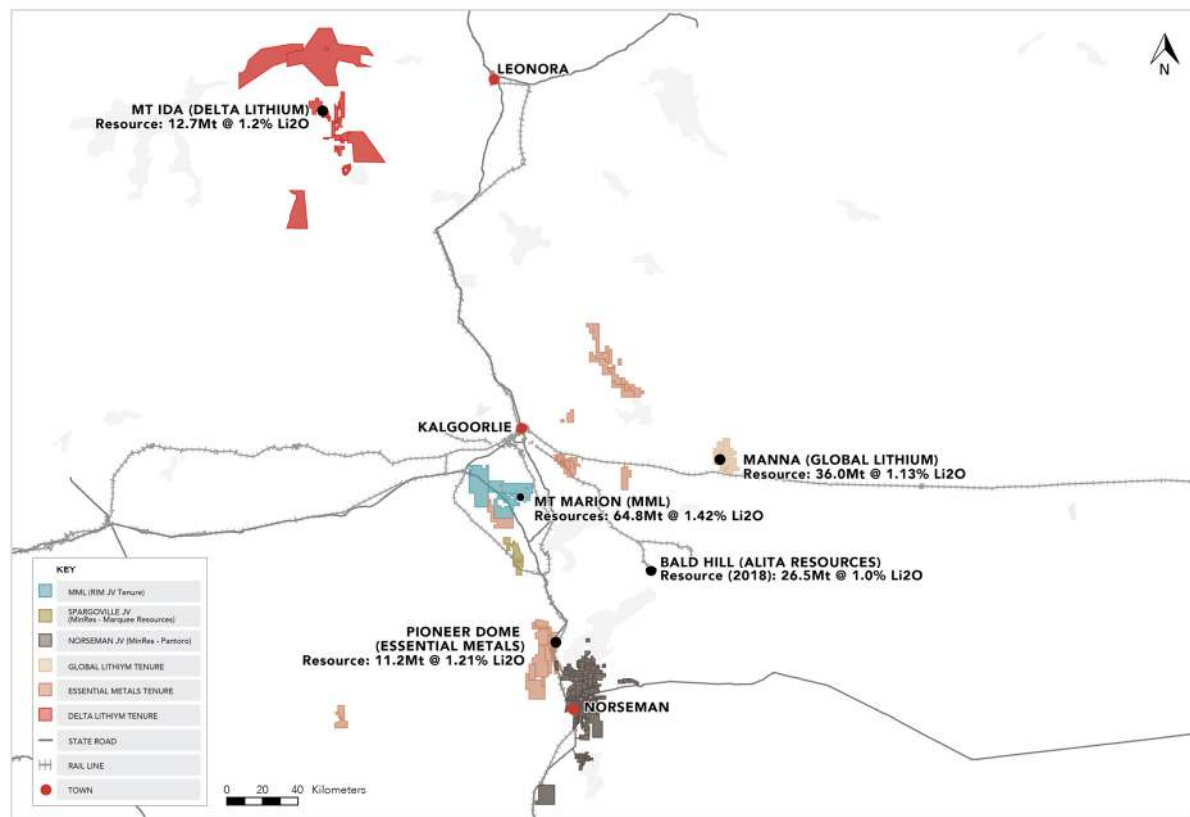 N
LEONORA
MT IDA (DELTA LITHIUM)
Resource: 12.7Mt @ 1.2% Li2O
KALGOORLIE
MANNA (GLOBAL LITHIUM)
Resource: 36.0Mt @ 1.13% Li2O
MT MARION (MML)
Resources: 64.8Mt @ 1.42% Li2O
BALD HILL (ALITA RESOURCES)
Resource (2018): 26.5Mt @ 1.0% Li2O
PIONEER DOME
(ESSENTIAL METALS)
Resource: 11.2Mt @ 1.21% Li2O
NORSEMAN
KEY
MML (RIM JV Tenure)
SPARGOVILLE JV
(MinRes - Marquee Resources)
NORSEMAN JV (MinRes - Pantoro)
GLOBAL LITHIYM TENURE
ESSENTIAL METALS TENURE
DELTA LITHIYM TENURE
STATE ROAD
RAIL LINE
TOWN
0 20 40 Kilometers